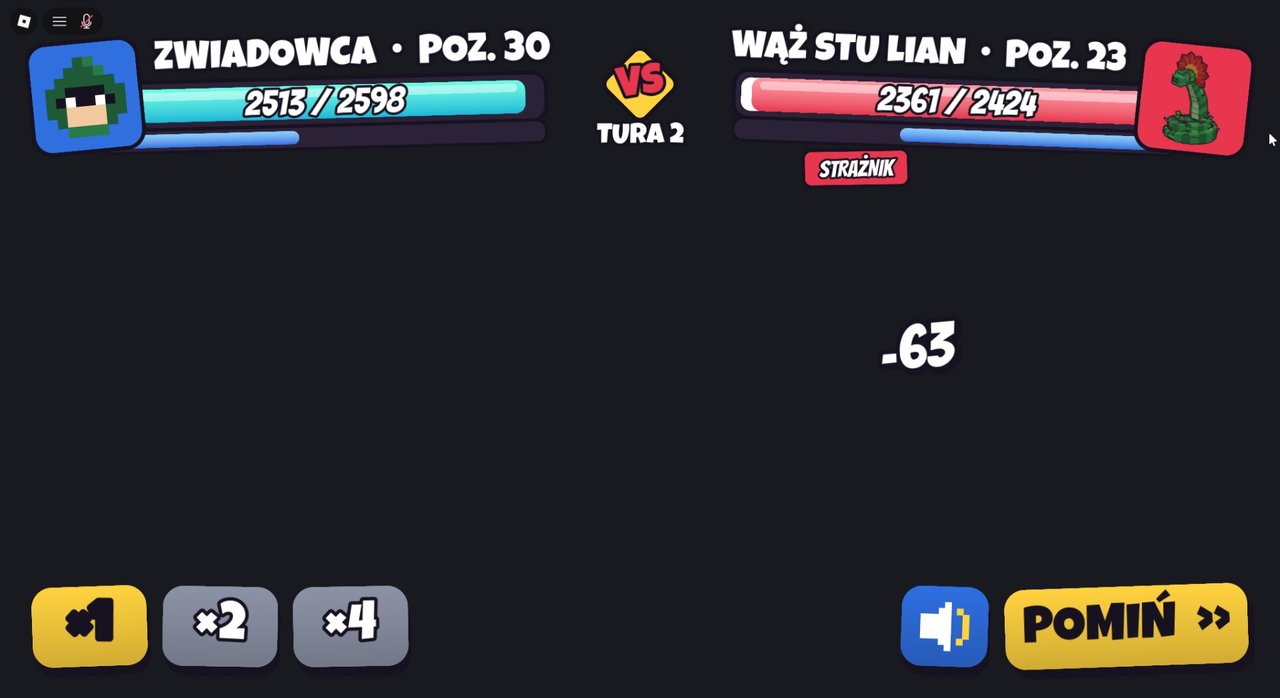 ZWIADOWCA • POZ. 30
2513 / 2598
VS
TURA 2
WĄŻ STU LIAN • POZ. 23
2361 / 2424
STRAŻNIK
-63
×1
×2
×4
POMIŃ >>